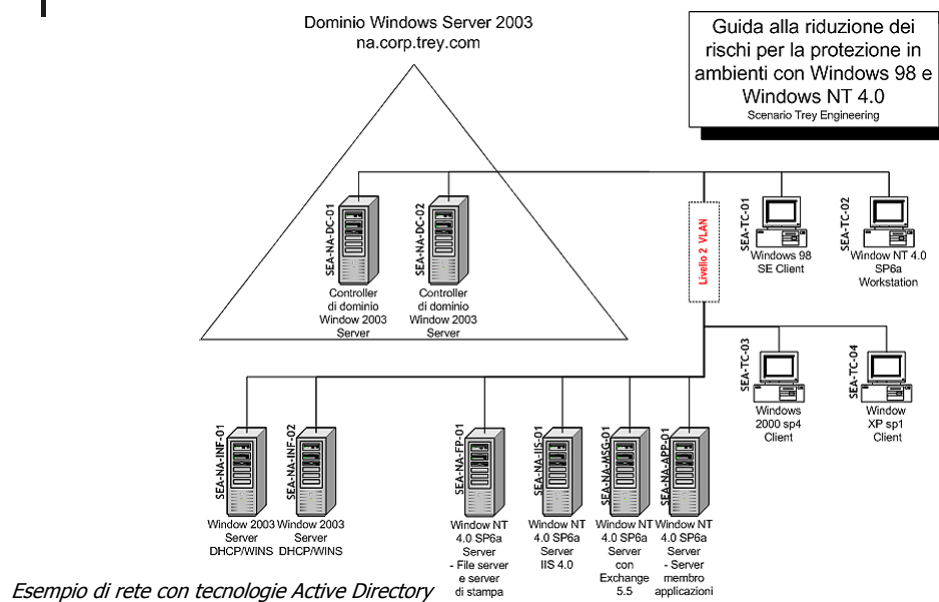 Dominio Windows Server 2003
na.corp.trey.com
Guida alla riduzione dei
rischi per la protezione in
ambienti con Windows 98 e
Windows NT 4.0
Scenario Trey Engineering
SEA-NA-DC-01
Controller
di dominio
Window 2003
Server
SEA-NA-DC-02
Controller
di dominio
Window 2003
Server
Livello 2 VLAN
SEA-TC-01
Windows 98
SE Client
SEA-TC-02
Window NT 4.0
SP6a
Workstation
SEA-TC-03
Windows
2000 sp4
Client
SEA-TC-04
Window
XP sp1
Client
SEA-NA-INF-01
Window 2003
Server
DHCP/WINS
SEA-NA-INF-02
Window 2003
Server
DHCP/WINS
SEA-NA-FP-01
Window NT
4.0 SP6a
Server
- File server
e server
di stampa
SEA-NA-IIS-01
Window NT
4.0 SP6a
Server
IIS 4.0
SEA-NA-MSG-01
Window NT
4.0 SP6a
Server
con
Exchange
5.5
SEA-NA-APP-01
Window NT
4.0 SP6a
Server
- Server
membro
applicazioni
Esempio di rete con tecnologie Active Directory